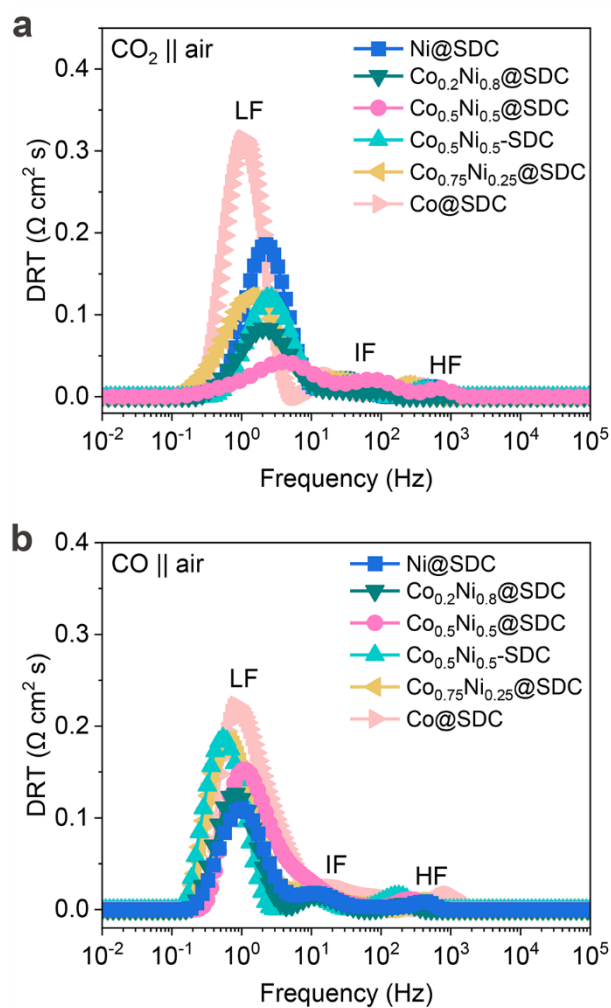 a
CO₂ || air
Ni@SDC
Co₀.₂Ni₀.₈@SDC
Co₀.₅Ni₀.₅@SDC
Co₀.₅Ni₀.₅-SDC
Co₀.₇₅Ni₀.₂₅@SDC
Co@SDC
LF
IF
HF
DRT (Ω cm² s)
0.4
0.3
0.2
0.1
0.0
10⁻² 10⁻¹ 10⁰ 10¹ 10² 10³ 10⁴ 10⁵
Frequency (Hz)
b
CO || air
Ni@SDC
Co₀.₂Ni₀.₈@SDC
Co₀.₅Ni₀.₅@SDC
Co₀.₅Ni₀.₅-SDC
Co₀.₇₅Ni₀.₂₅@SDC
Co@SDC
LF
IF
HF
DRT (Ω cm² s)
0.4
0.3
0.2
0.1
0.0
10⁻² 10⁻¹ 10⁰ 10¹ 10² 10³ 10⁴ 10⁵
Frequency (Hz)